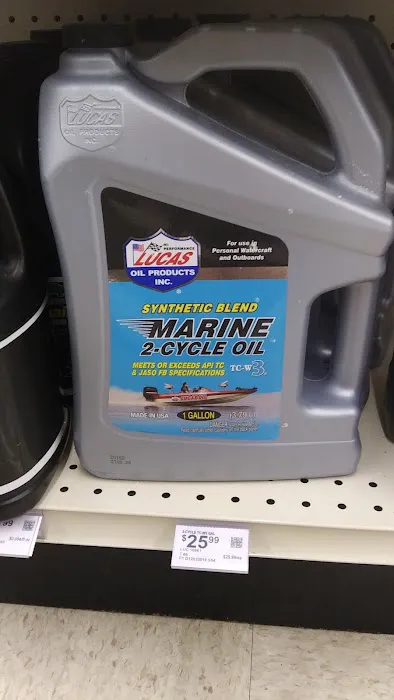 LUCAS
OIL PRODUCTS
INC.
HIGH PERFORMANCE
LUCAS
OIL PRODUCTS
INC.
For use in
Personal Watercraft
and Outboards
SYNTHETIC BLEND
MARINE
2-CYCLE OIL
MEETS OR EXCEEDS API TC
& JASO FB SPECIFICATIONS
TC-W3
MADE IN USA
1 GALLON
$25.99